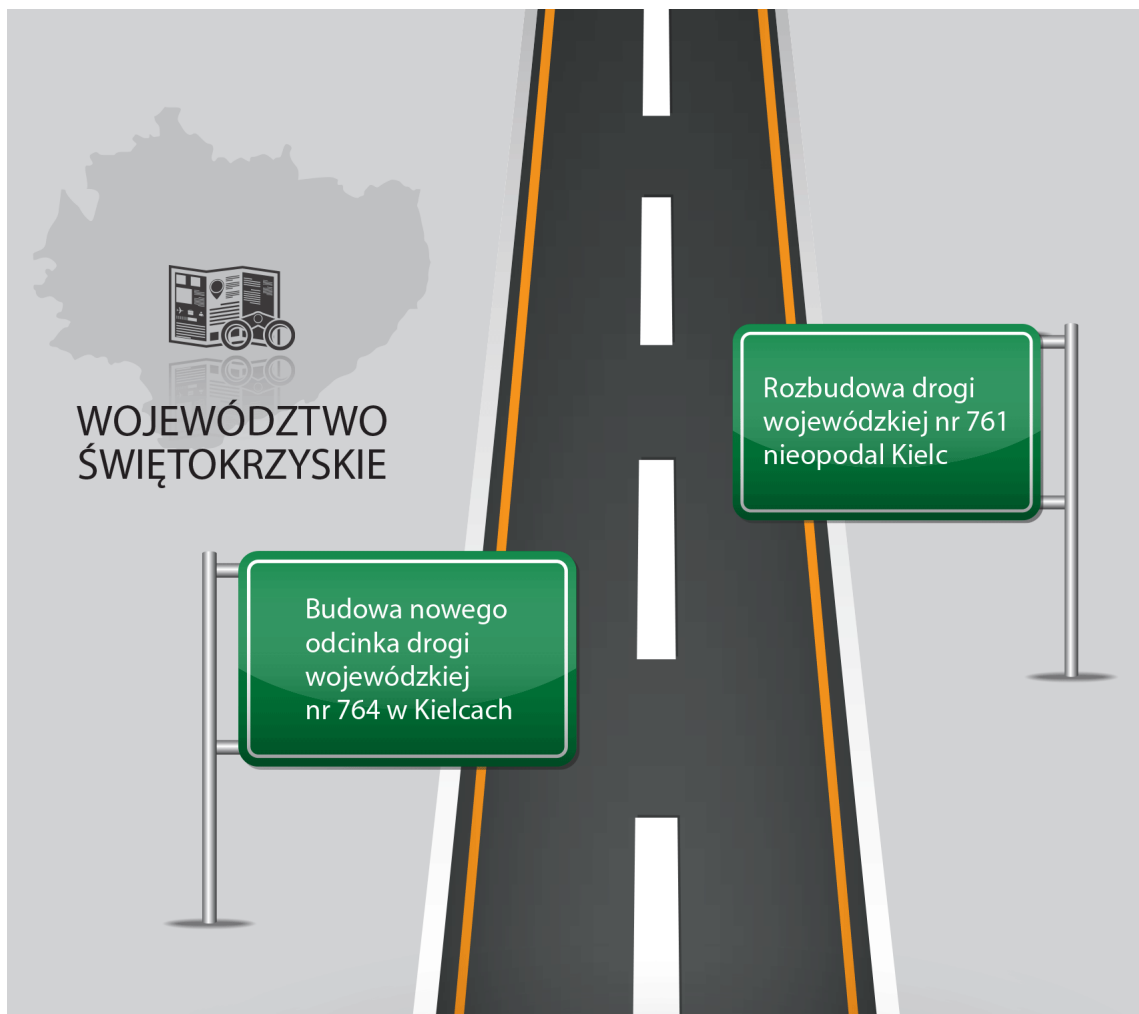 WOJEWÓDZTWO
ŚWIĘTOKRZYSKIE
Rozbudowa drogi
wojewódzkiej nr 761
nieopodal Kielc
Budowa nowego
odcinka drogi
wojewódzkiej
nr 764 w Kielcach